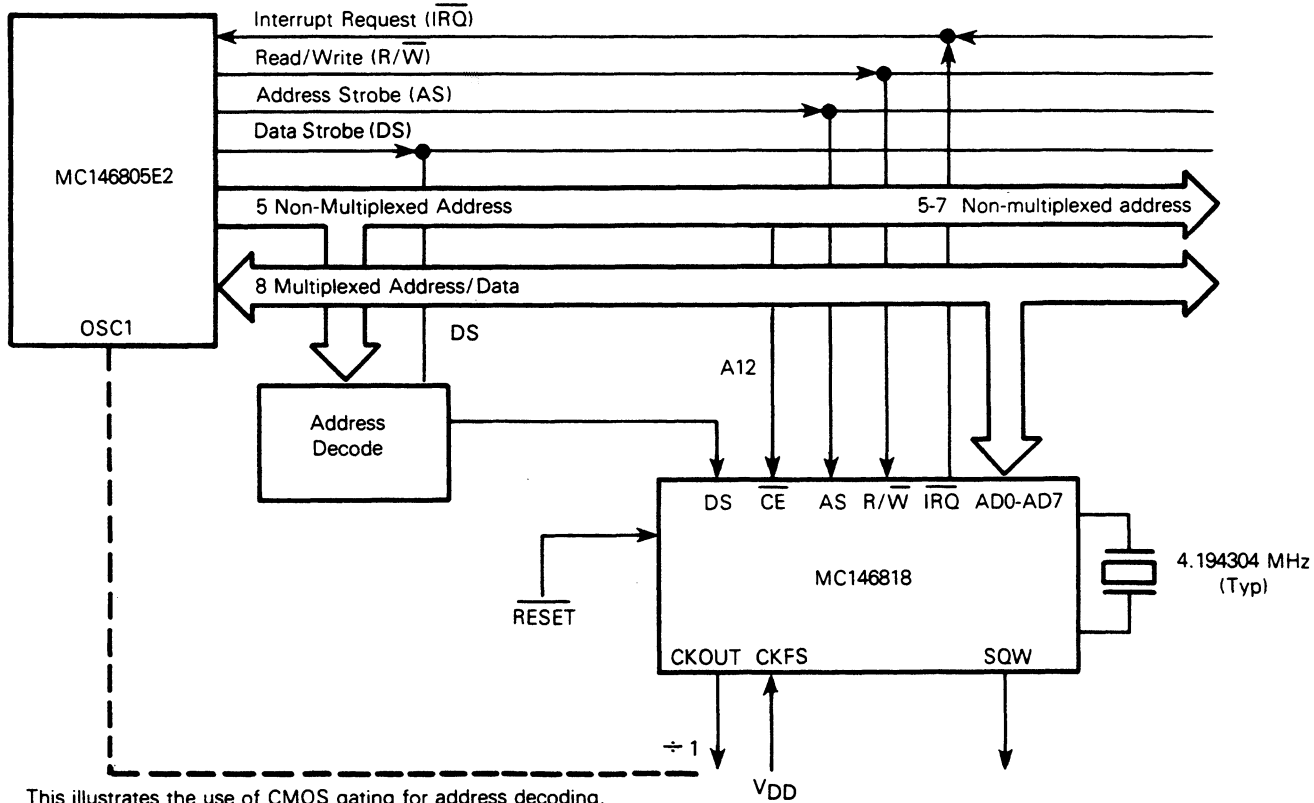 Interrupt Request (IRQ)
Read/Write (R/W)
Address Strobe (AS)
Data Strobe (DS)
MC146805E2
5 Non-Multiplexed Address
5-7 Non-multiplexed address
8 Multiplexed Address/Data
OSC1
DS
A12
Address
Decode
DS CE AS R/W IRQ AD0-AD7
MC146818
4.194304 MHz
(Typ)
RESET
CKOUT CKFS SQW
÷ 1
VDD
This illustrates the use of CMOS gating for address decoding.